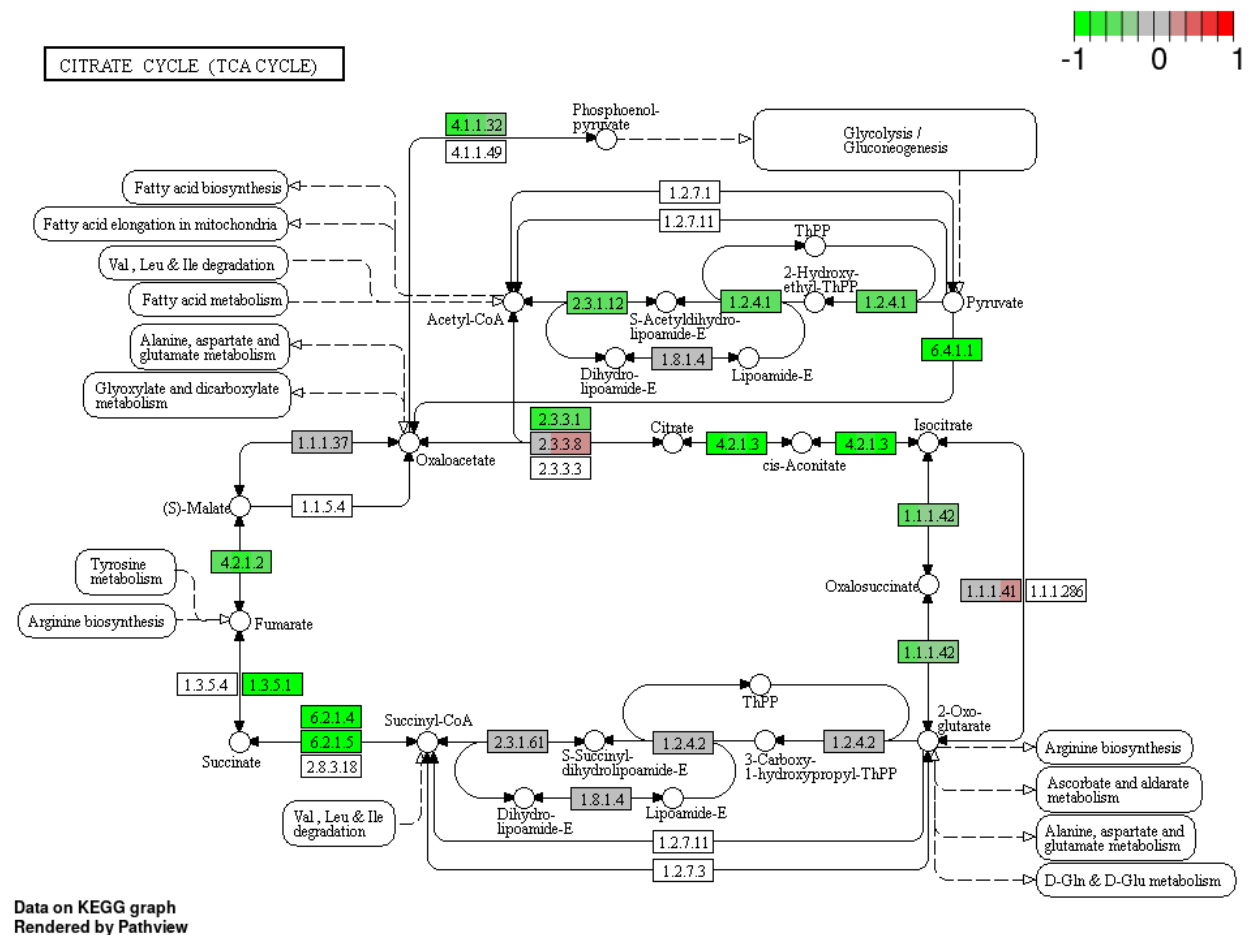 -1 0 1
CITRATE CYCLE (TCA CYCLE)
Phosphoenol-
pyruvate
4.1.1.32
4.1.1.49
Glycolysis /
Gluconeogenesis
Fatty acid biosynthesis
Fatty acid elongation in mitochondria
Val, Leu & Ile degradation
Fatty acid metabolism
Alanine, aspartate and
glutamate metabolism
Glyoxylate and dicarboxylate
metabolism
1.2.7.1
1.2.7.11
ThPP
2-Hydroxy-
ethyl-ThPP
Acetyl-CoA
2.3.1.12
S-Acetyldihydro-
lipoamide-E
1.2.4.1
1.2.4.1
Pyruvate
Dihydro-
lipoamide-E
1.8.1.4
Lipoamide-E
6.4.1.1
1.1.1.37
Oxaloacetate
2.3.3.1
2.3.3.8
2.3.3.3
Citrate
4.2.1.3
cis-Aconitate
4.2.1.3
Isocitrate
(S)-Malate
1.1.5.4
1.1.1.42
4.2.1.2
Tyrosine
metabolism
Oxalosuccinate
1.1.1.41
1.1.1.286
Arginine biosynthesis
Fumarate
1.1.1.42
1.3.5.4
1.3.5.1
ThPP
Succinate
6.2.1.4
6.2.1.5
2.8.3.18
Succinyl-CoA
2.3.1.61
S-Succinyl-
dihydrolipoamide-E
1.2.4.2
3-Carboxy-
1-hydroxypropyl-ThPP
1.2.4.2
2-Oxo-
glutarate
Arginine biosynthesis
Val, Leu & Ile
degradation
Dihydro-
lipoamide-E
1.8.1.4
Lipoamide-E
Ascorbate and aldarate
metabolism
1.2.7.11
1.2.7.3
Alanine, aspartate and
glutamate metabolism
D-Gln & D-Glu metabolism
Data on KEGG graph
Rendered by Pathview